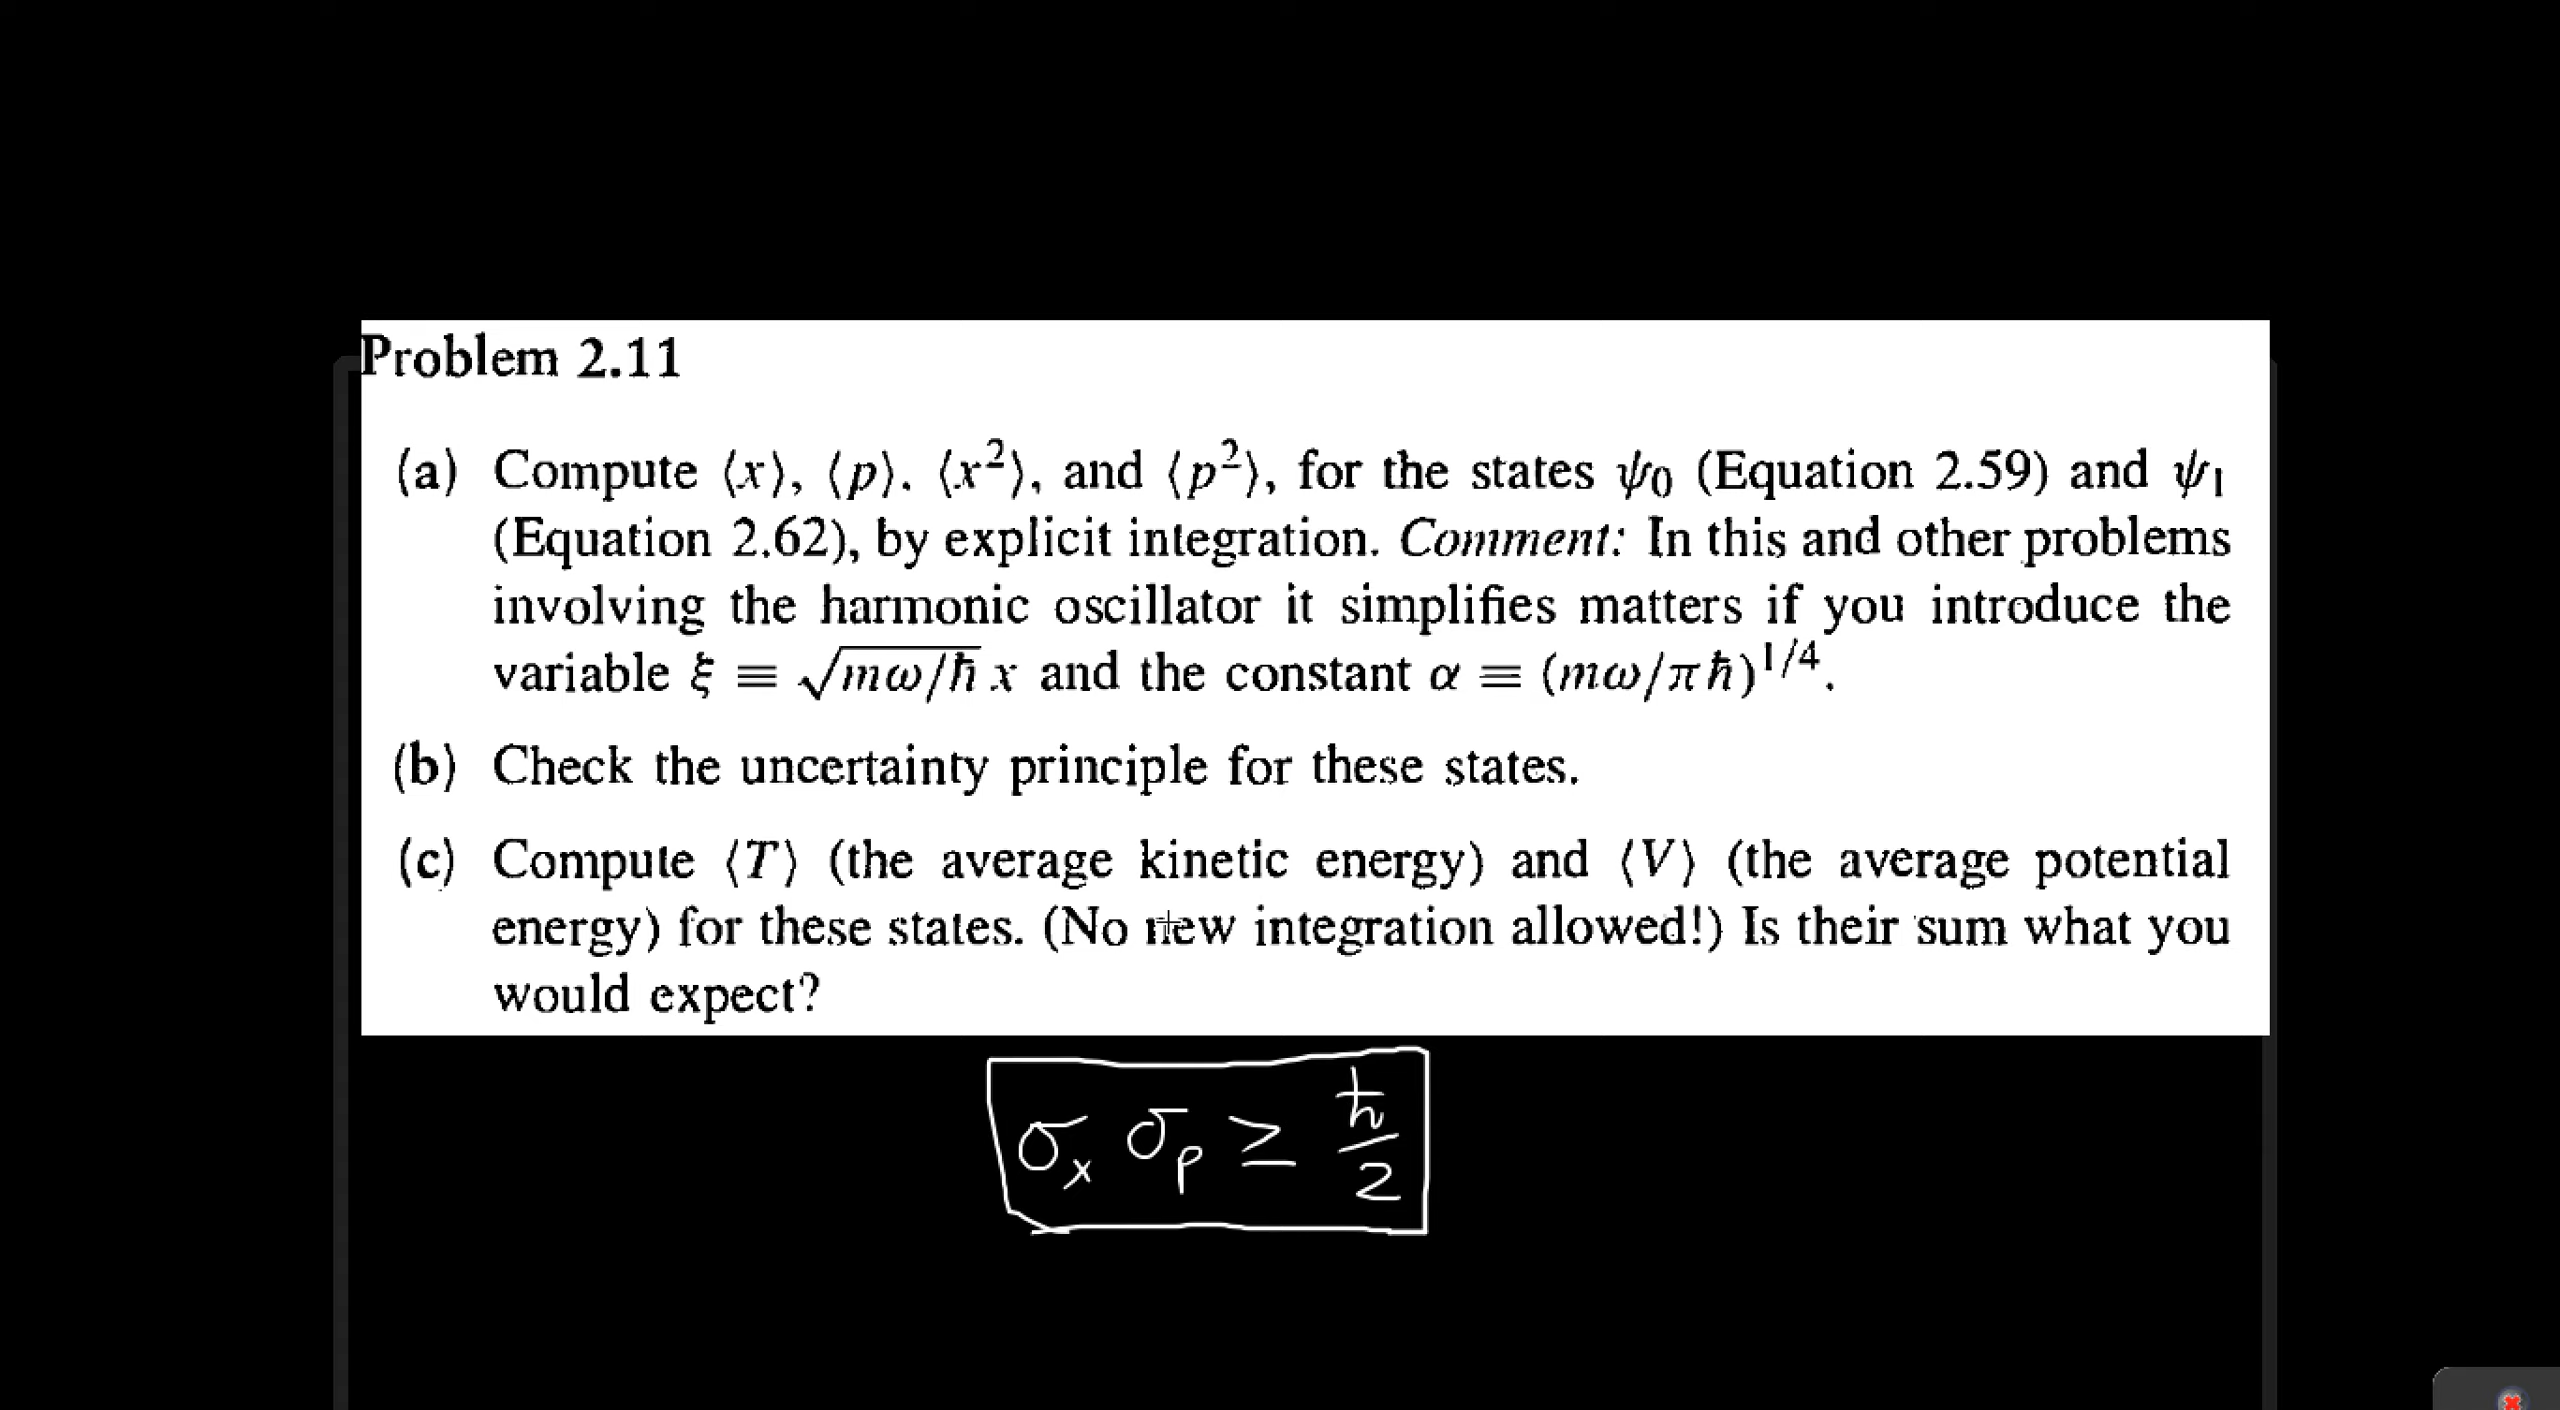 Problem 2.11
(a) Compute ⟨x⟩, ⟨p⟩. ⟨x²⟩, and ⟨p²⟩, for the states ψ₀ (Equation 2.59) and ψ₁
(Equation 2.62), by explicit integration. Comment: In this and other problems
involving the harmonic oscillator it simplifies matters if you introduce the
variable ξ ≡ √mω/ħ x and the constant α ≡ (mω/πħ)^1/4.
(b) Check the uncertainty principle for these states.
(c) Compute ⟨T⟩ (the average kinetic energy) and ⟨V⟩ (the average potential
energy) for these states. (No new integration allowed!) Is their sum what you
would expect?
σₓ σₚ ≥ ħ/2